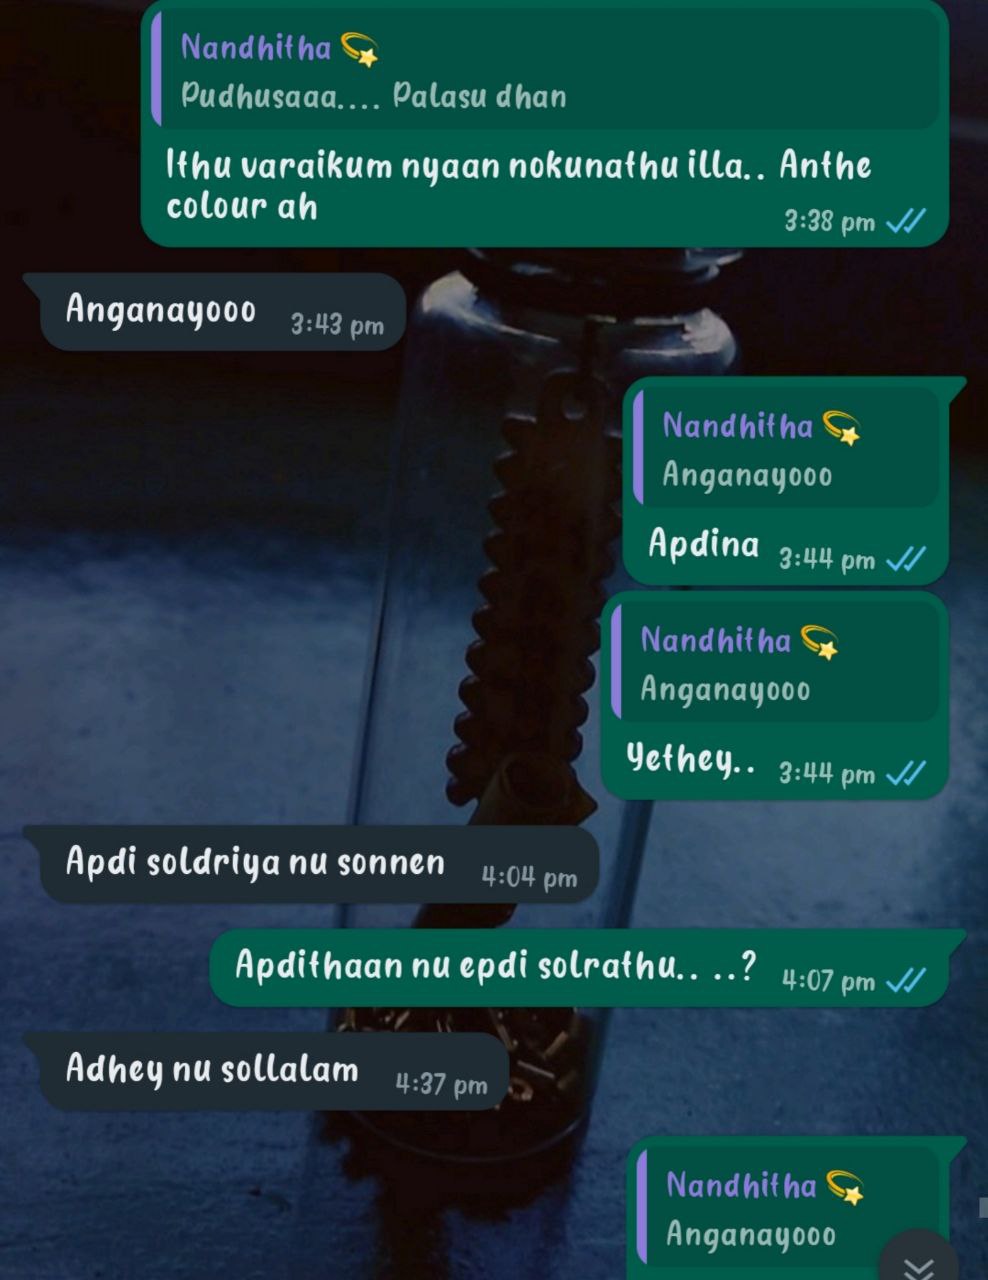 Nandhitha 💫
Pudhusaaa.... Palasu dhan
Ithu varaikum nyaan nokunathu illa.. Anthe
colour ah
3:38 pm
Anganayooo 3:43 pm
Nandhitha 💫
Anganayooo
Apdina 3:44 pm
Nandhitha 💫
Anganayooo
Yethey.. 3:44 pm
Apdi soldriya nu sonnen 4:04 pm
Apdithaan nu epdi solrathu.. ..? 4:07 pm
Adhey nu sollalam 4:37 pm
Nandhitha 💫
Anganayooo